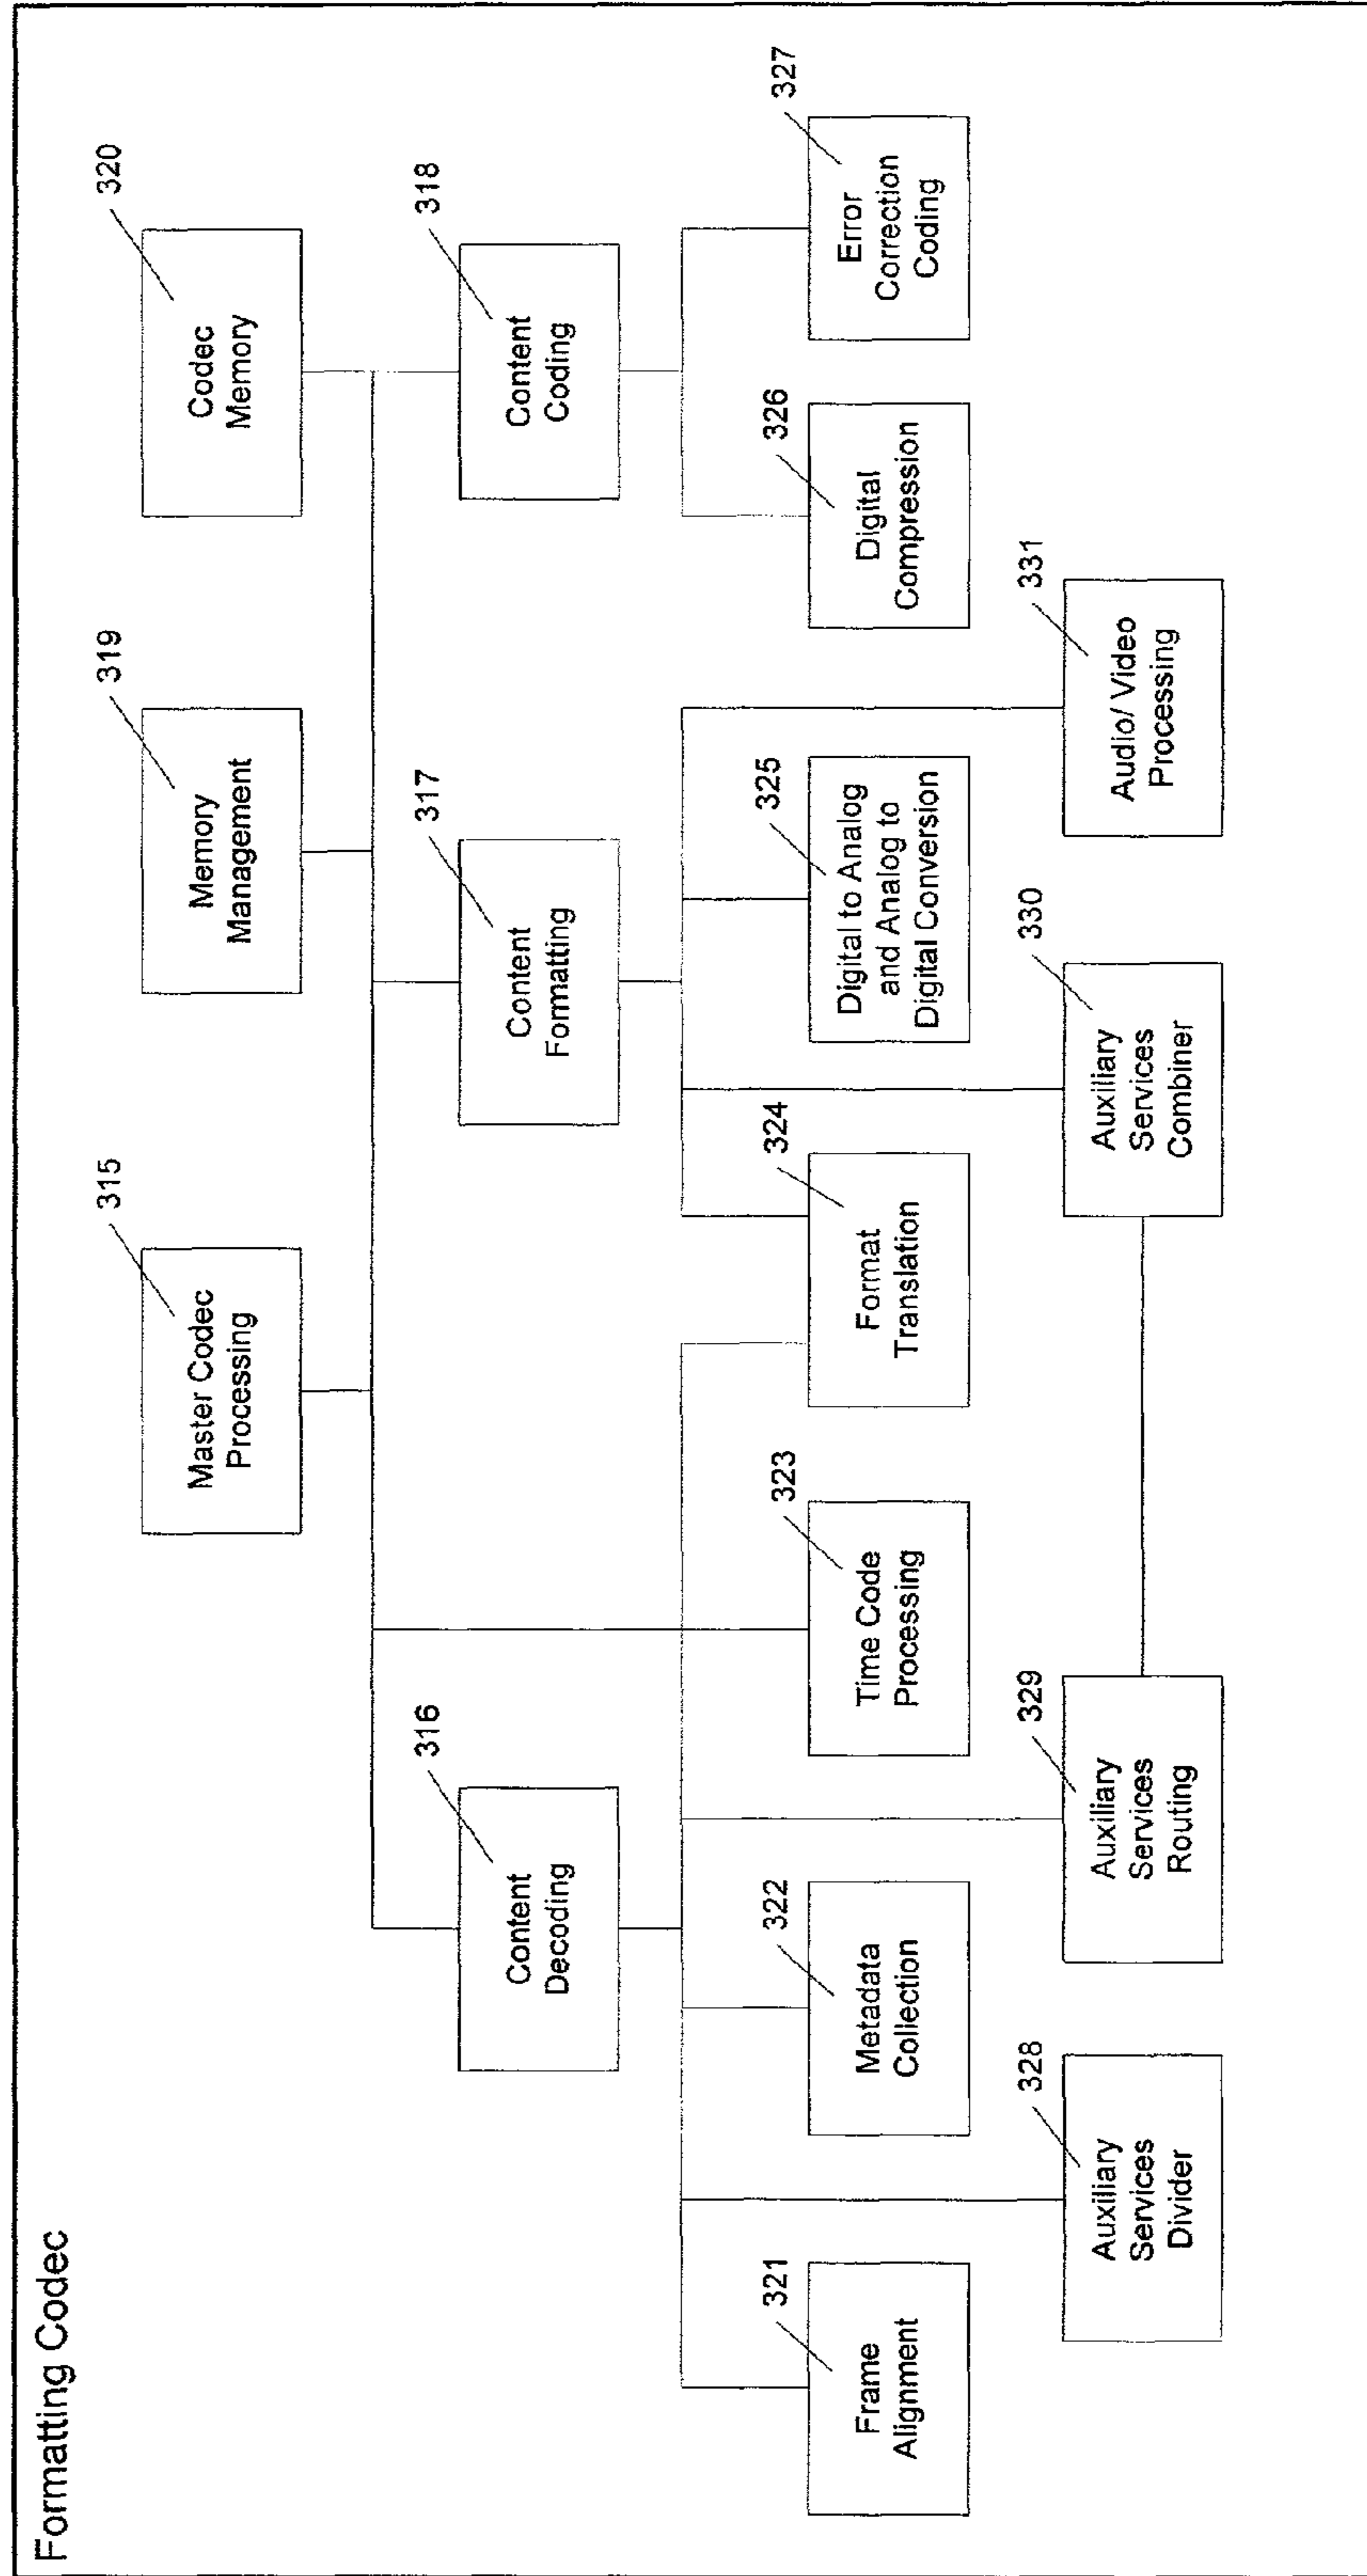 Formatting Codec
315
Master Codec
Processing
319
Memory
Management
320
Codec
Memory
316
Content
Decoding
317
Content
Formatting
318
Content
Coding
321
Frame
Alignment
322
Metadata
Collection
323
Time Code
Processing
324
Format
Translation
325
Digital to Analog
and Analog to
Digital Conversion
326
Digital
Compression
327
Error
Correction
Coding
328
Auxiliary
Services
Divider
329
Auxiliary
Services
Routing
330
Auxiliary
Services
Combiner
331
Audio/ Video
Processing